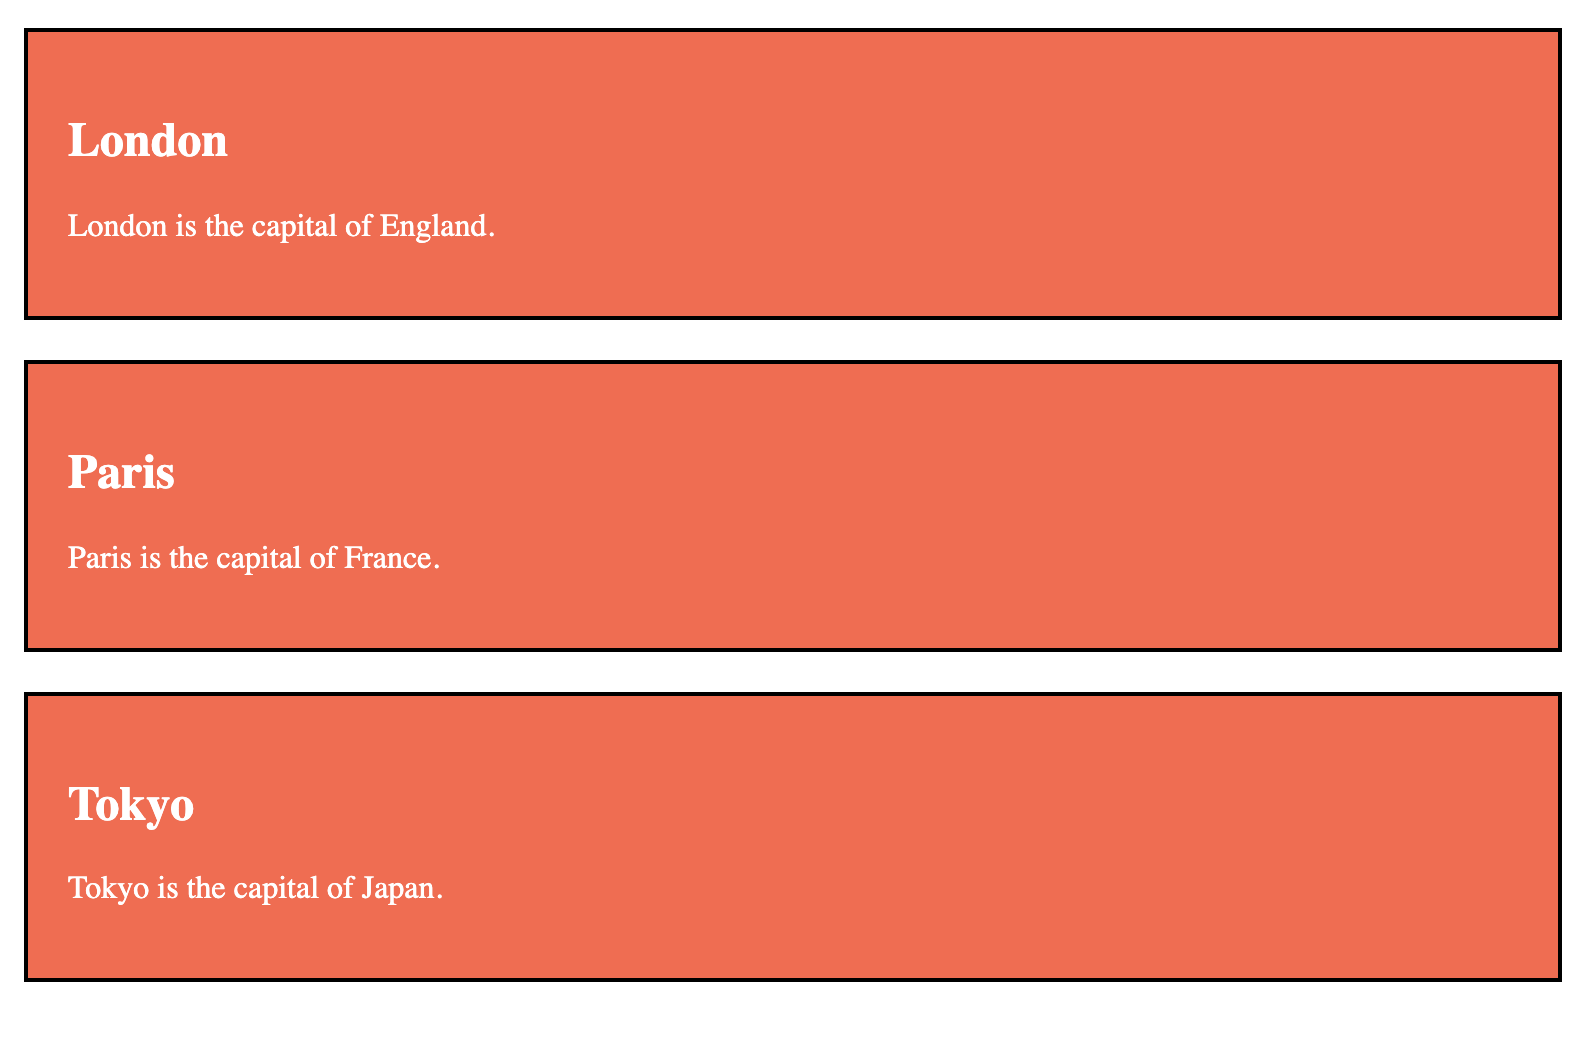 London
London is the capital of England.
Paris
Paris is the capital of France.
Tokyo
Tokyo is the capital of Japan.